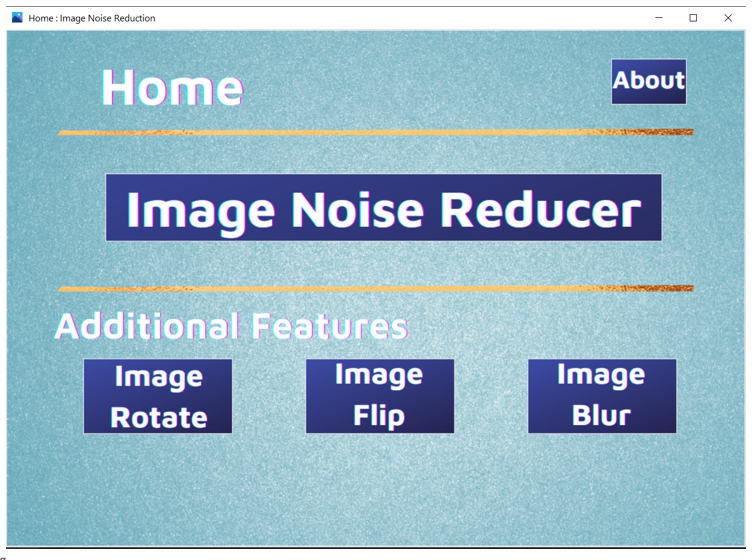 Home : Image Noise Reduction
Home
About
Image Noise Reducer
Additional Features
Image
Rotate
Image
Flip
Image
Blur